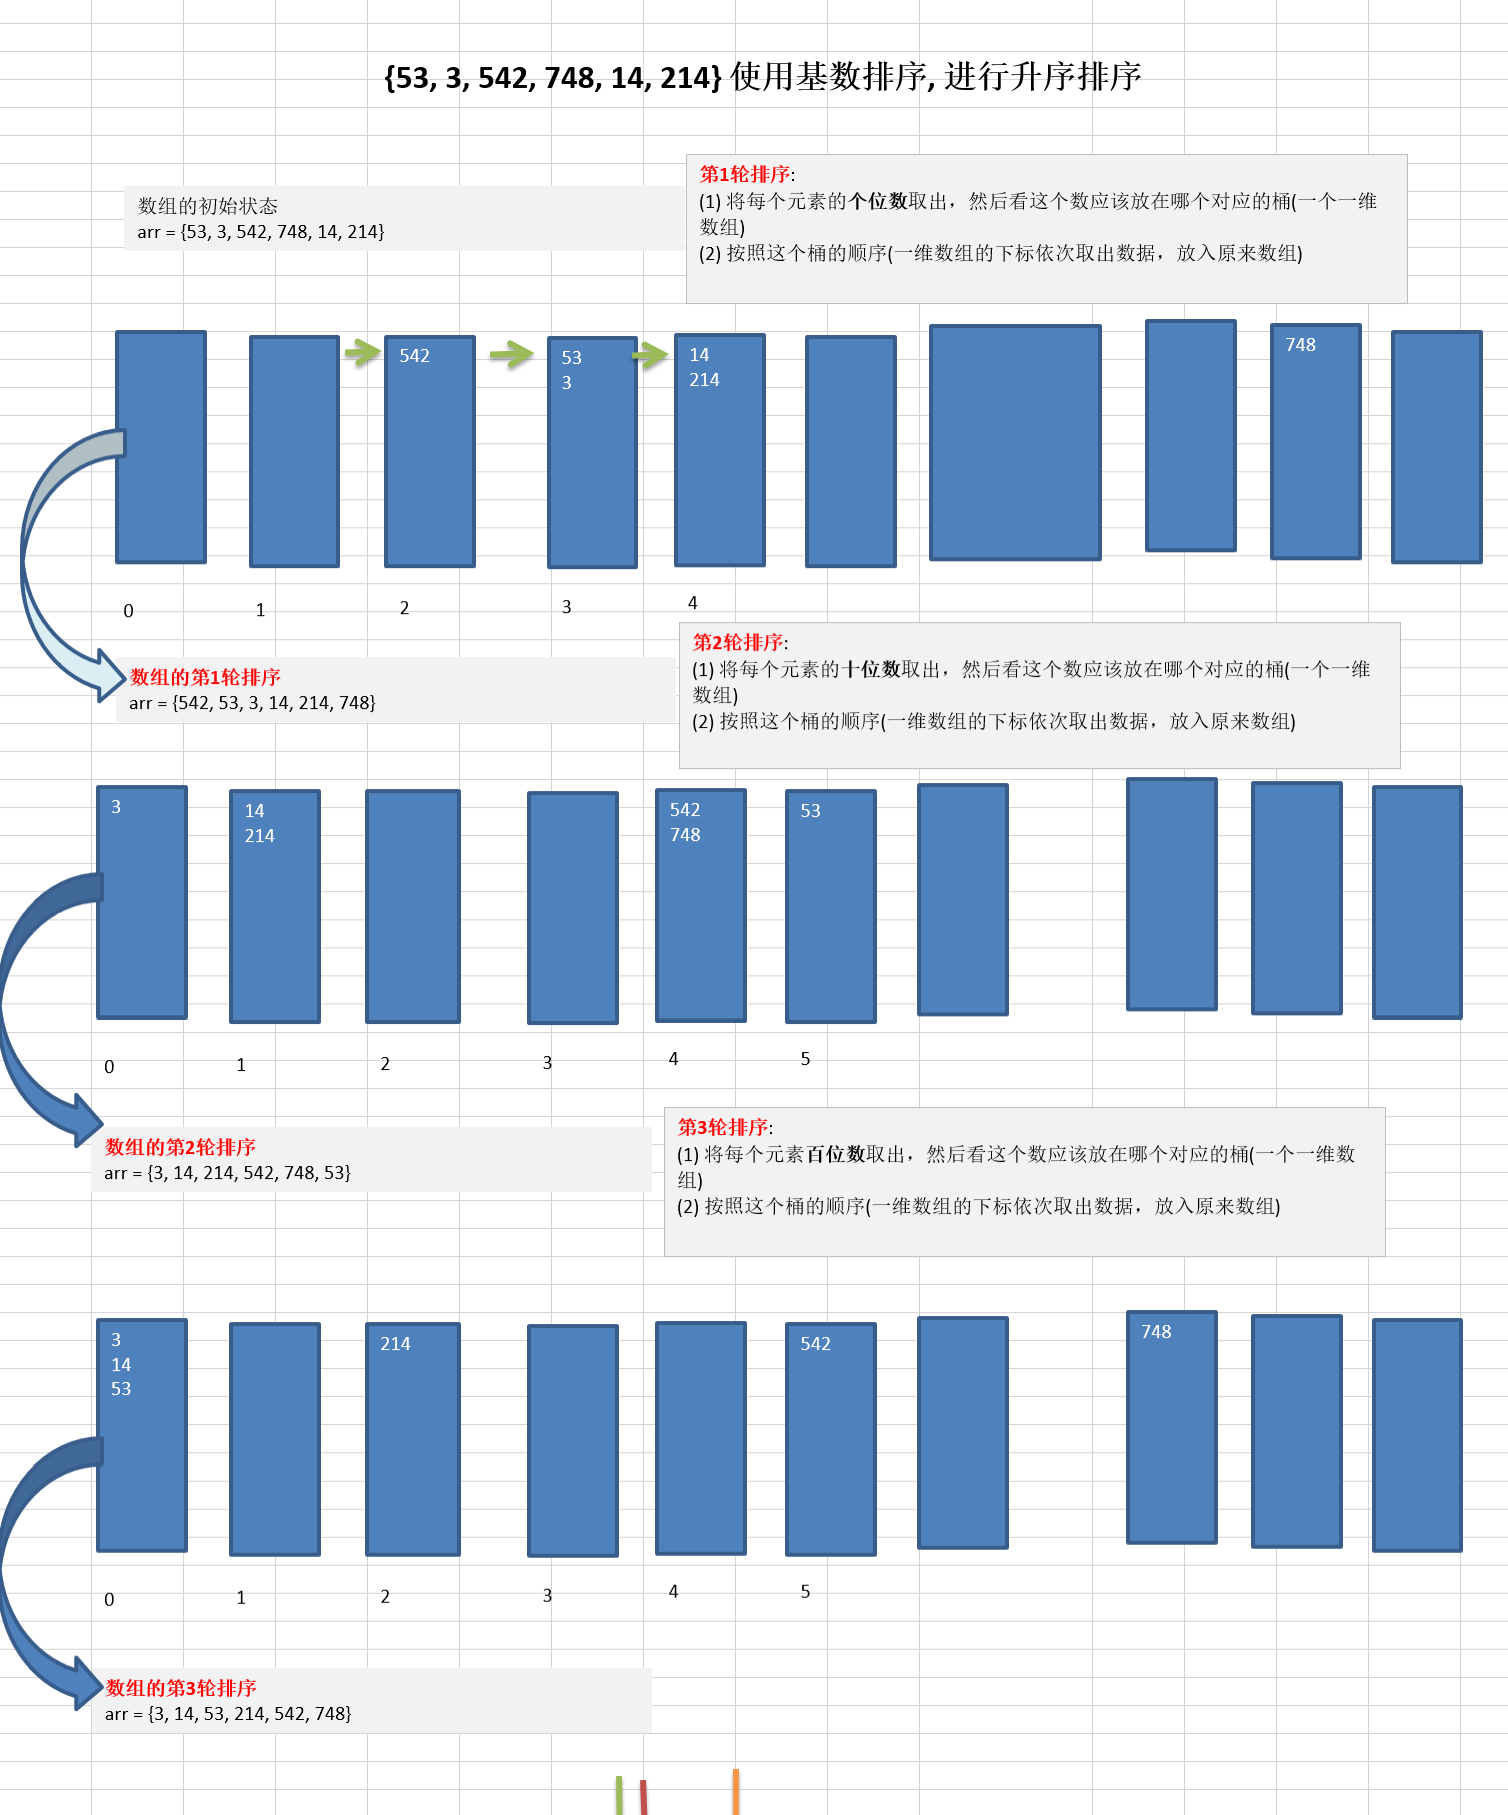 {53, 3, 542, 748, 14, 214} 使用基数排序, 进行升序排序
数组的初始状态
arr = {53, 3, 542, 748, 14, 214}
第1轮排序:
(1) 将每个元素的个位数取出，然后看这个数应该放在哪个对应的桶(一个一维
数组)
(2) 按照这个桶的顺序(一维数组的下标依次取出数据，放入原来数组)
542
53
3
14
214
748
0
1
2
3
4
数组的第1轮排序
arr = {542, 53, 3, 14, 214, 748}
第2轮排序:
(1) 将每个元素的十位数取出，然后看这个数应该放在哪个对应的桶(一个一维
数组)
(2) 按照这个桶的顺序(一维数组的下标依次取出数据，放入原来数组)
3
14
214
542
748
53
0
1
2
3
4
5
数组的第2轮排序
arr = {3, 14, 214, 542, 748, 53}
第3轮排序:
(1) 将每个元素百位数取出，然后看这个数应该放在哪个对应的桶(一个一维数
组)
(2) 按照这个桶的顺序(一维数组的下标依次取出数据，放入原来数组)
3
14
53
214
542
748
0
1
2
3
4
5
数组的第3轮排序
arr = {3, 14, 53, 214, 542, 748}